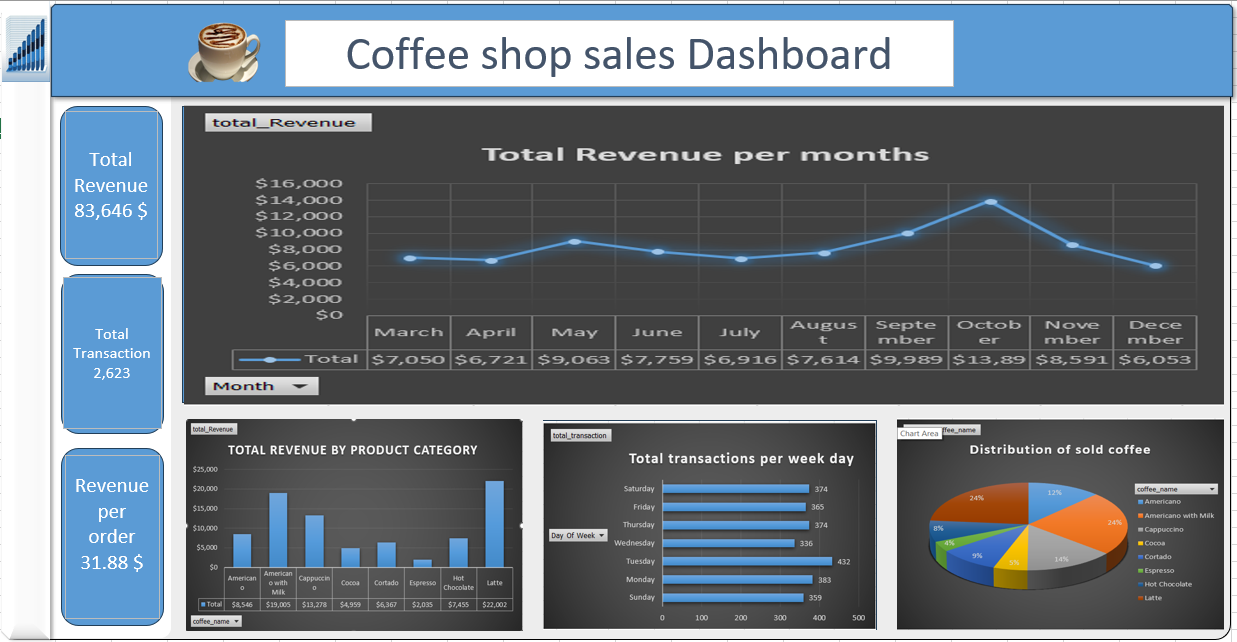 Coffee shop sales Dashboard
Total
Revenue
83,646 $
Total
Transaction
2,623
Revenue
per
order
31.88 $
total_Revenue
Total Revenue per months
$16,000
$14,000
$12,000
$10,000
$8,000
$6,000
$4,000
$2,000
$0
March April May June July Augus Septe Octob Nove Dece
t mber er mber mber
Total $7,050 $6,721 $9,063 $7,759 $6,916 $7,614 $9,989 $13,89 $8,591 $6,053
Month
total_Revenue
TOTAL REVENUE BY PRODUCT CATEGORY
$25,000
$20,000
$15,000
$10,000
$5,000
$0
American
o
American
o with
Milk
Cappuccin
o
Cocoa
Cortado
Espresso
Hot
Chocolate
Latte
Total $8,546 $19,005 $13,278 $4,959 $6,367 $2,035 $7,455 $22,002
coffee_name
total_transaction
Total transactions per week day
Saturday 374
Friday 365
Thursday 374
Wednesday 336
Tuesday 432
Monday 383
Sunday 359
0 100 200 300 400 500
Day Of Week
Chart Area
ffee_name
Distribution of sold coffee
12%
24%
14%
5%
9%
4%
8%
24%
coffee_name
Americano
Americano with Milk
Cappuccino
Cocoa
Cortado
Espresso
Hot Chocolate
Latte